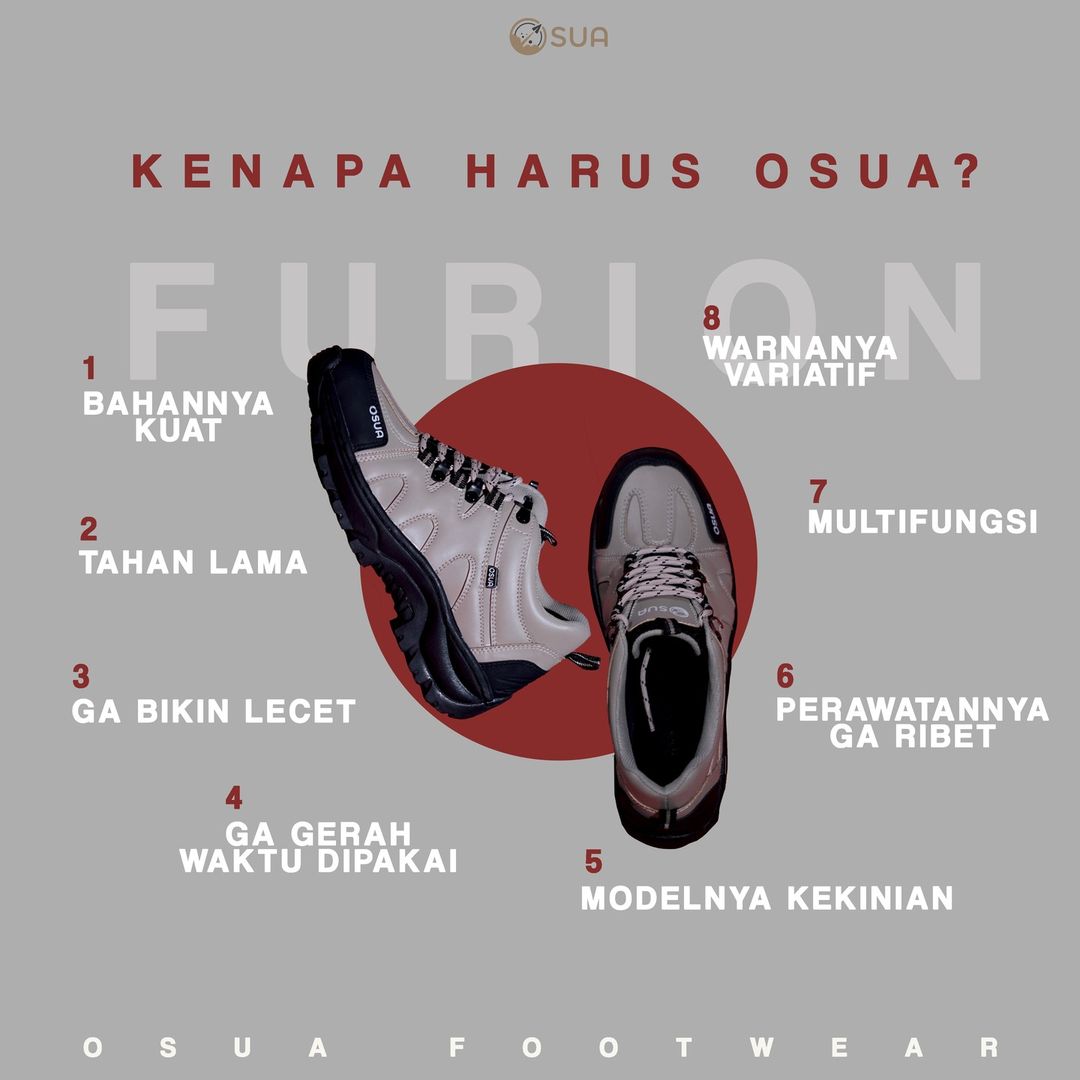 OSUA
KENAPA HARUS OSUA?
FURION
1
BAHANNYA
KUAT
2
TAHAN LAMA
3
GA BIKIN LECET
4
GA GERAH
WAKTU DIPAKAI
5
MODELNYA KEKINIAN
6
PERAWATANNYA
GA RIBET
7
MULTIFUNGSI
8
WARNANYA
VARIATIF
OSUA
OSUA
OSUA
OSUA
OSUA FOOTWEAR